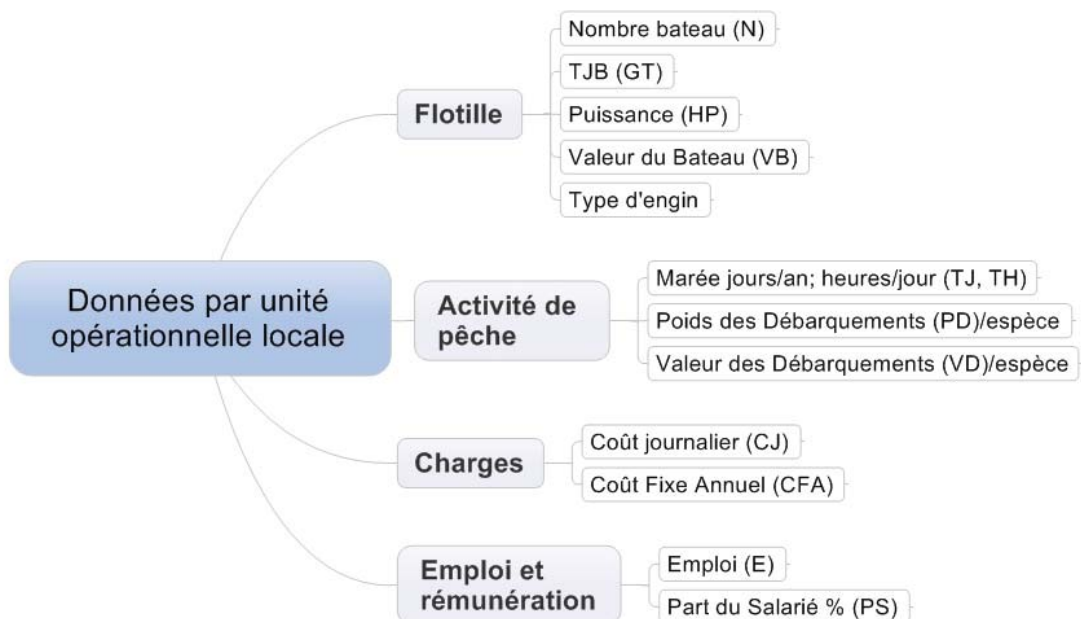 Données par unité
opérationnelle locale
Flotille
Nombre bateau (N)
TJB (GT)
Puissance (HP)
Valeur du Bateau (VB)
Type d'engin
Activité de
pêche
Marée jours/an; heures/jour (TJ, TH)
Poids des Débarquements (PD)/espèce
Valeur des Débarquements (VD)/espèce
Charges
Coût journalier (CJ)
Coût Fixe Annuel (CFA)
Emploi et
rémunération
Emploi (E)
Part du Salarié % (PS)